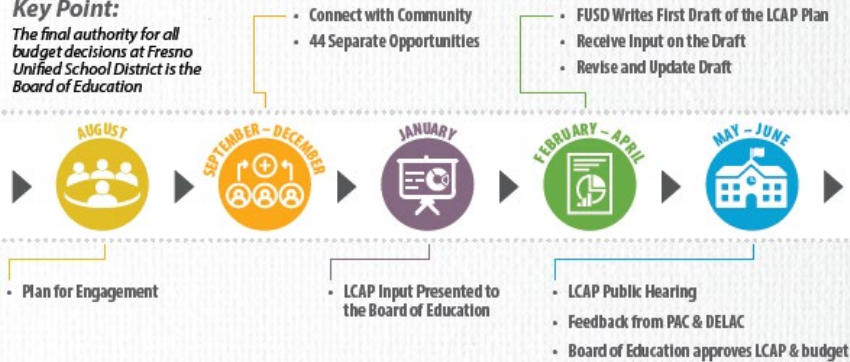 Key Point:
The final authority for all
budget decisions at Fresno
Unified School District is the
Board of Education
• Connect with Community
• 44 Separate Opportunities
• FUSD Writes First Draft of the LCAP Plan
• Receive Input on the Draft
• Revise and Update Draft
AUGUST
SEPTEMBER – DECEMBER
JANUARY
FEBRUARY – APRIL
MAY – JUNE
• Plan for Engagement
• LCAP Input Presented to
the Board of Education
• LCAP Public Hearing
• Feedback from PAC & DELAC
• Board of Education approves LCAP & budget